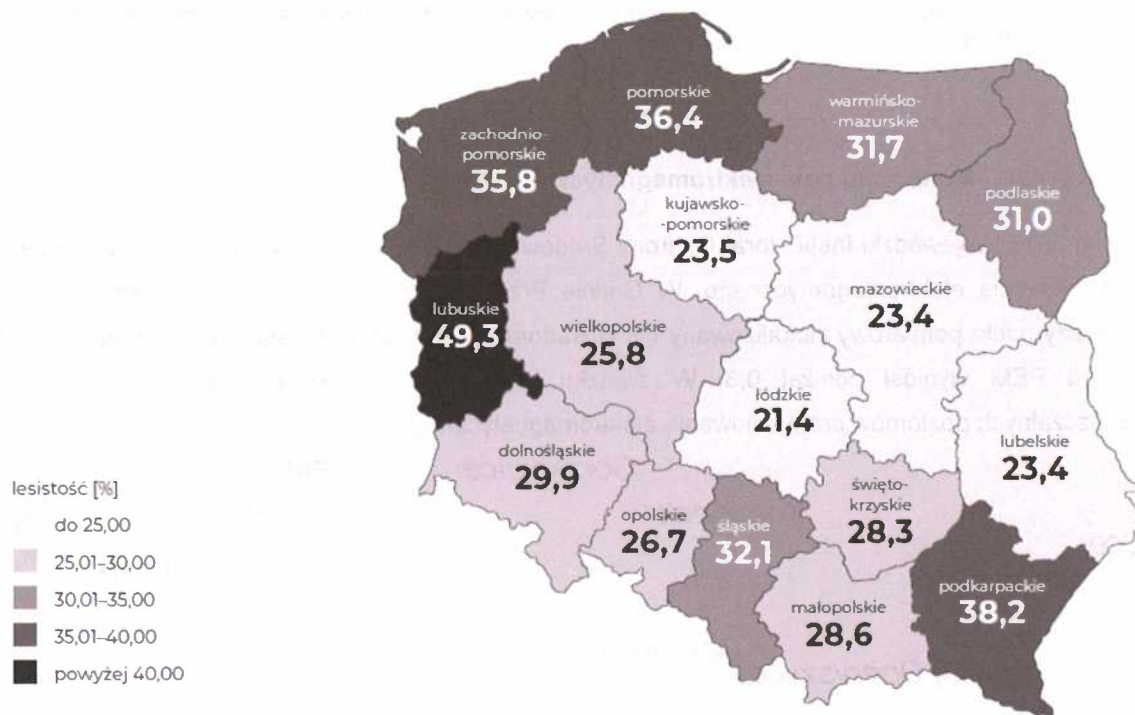 pomorskie
36,4
warmińsko-
-mazurskie
31,7
zachodnio-
pomorskie
35,8
podlaskie
31,0
kujawsko-
-pomorskie
23,5
mazowieckie
23,4
lubuskie
49,3
wielkopolskie
25,8
łódzkie
21,4
lubelskie
23,4
dolnośląskie
29,9
święto-
krzyskie
28,3
opolskie
26,7
śląskie
32,1
podkarpackie
38,2
małopolskie
28,6
lesistość [%]
do 25,00
25,01–30,00
30,01–35,00
35,01–40,00
powyżej 40,00